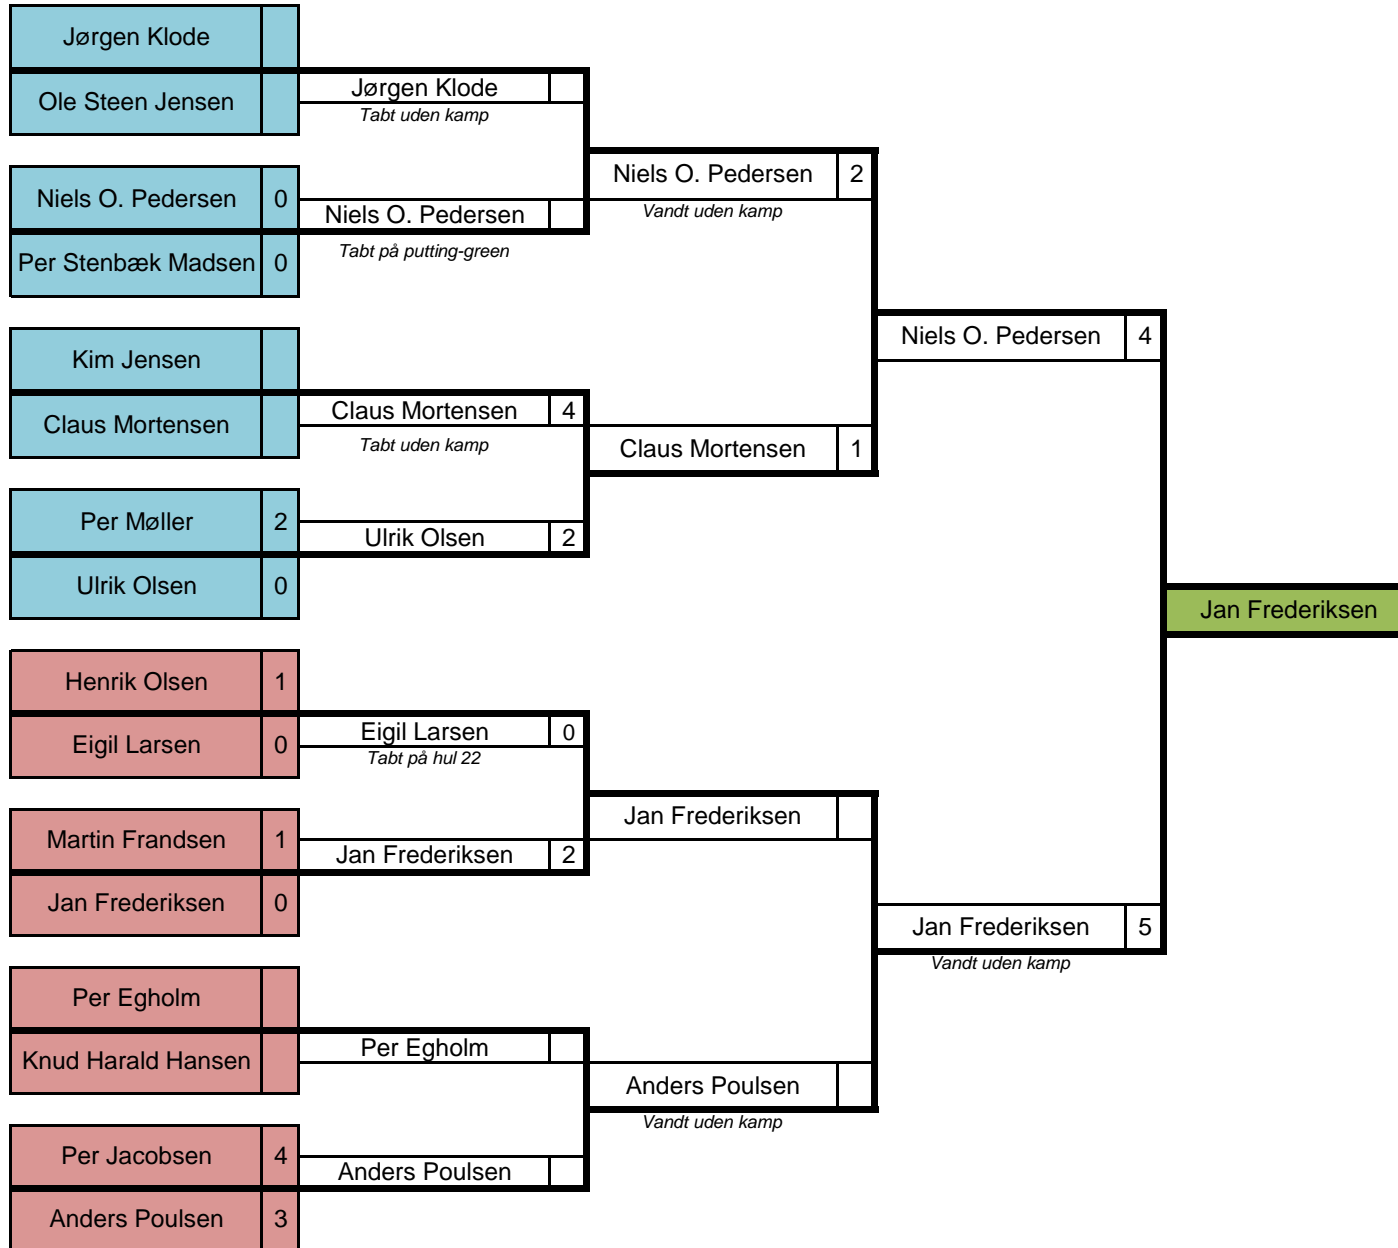 Jørgen Klode
Ole Steen Jensen
Niels O. Pedersen 0
Per Stenbæk Madsen 0
Kim Jensen
Claus Mortensen
Per Møller 2
Ulrik Olsen 0
Henrik Olsen 1
Eigil Larsen 0
Martin Frandsen 1
Jan Frederiksen 0
Per Egholm
Knud Harald Hansen
Per Jacobsen 4
Anders Poulsen 3
Jørgen Klode
Tabt uden kamp
Niels O. Pedersen
Tabt på putting-green
Claus Mortensen 4
Tabt uden kamp
Ulrik Olsen 2
Eigil Larsen 0
Tabt på hul 22
Jan Frederiksen 2
Per Egholm
Anders Poulsen
Niels O. Pedersen 2
Vandt uden kamp
Claus Mortensen 1
Jan Frederiksen
Anders Poulsen
Vandt uden kamp
Niels O. Pedersen 4
Jan Frederiksen 5
Vandt uden kamp
Jan Frederiksen